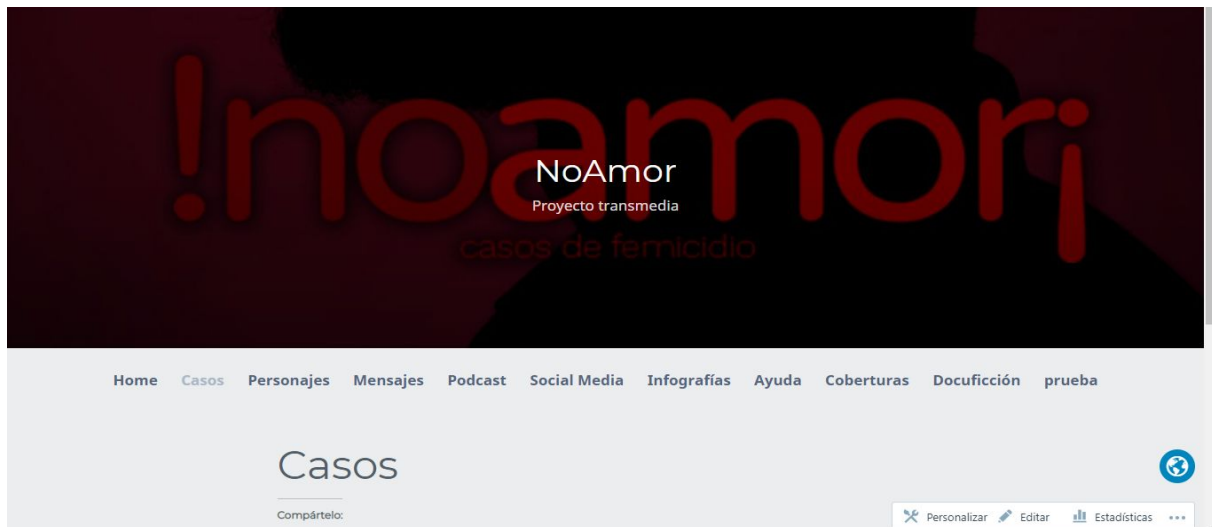 !noamor¡
NoAmor
Proyecto transmedia
casos de femicidio
Home Casos Personajes Mensajes Podcast Social Media Infografías Ayuda Coberturas Docuficción prueba
Casos
Compártelo:
Personalizar Editar Estadísticas